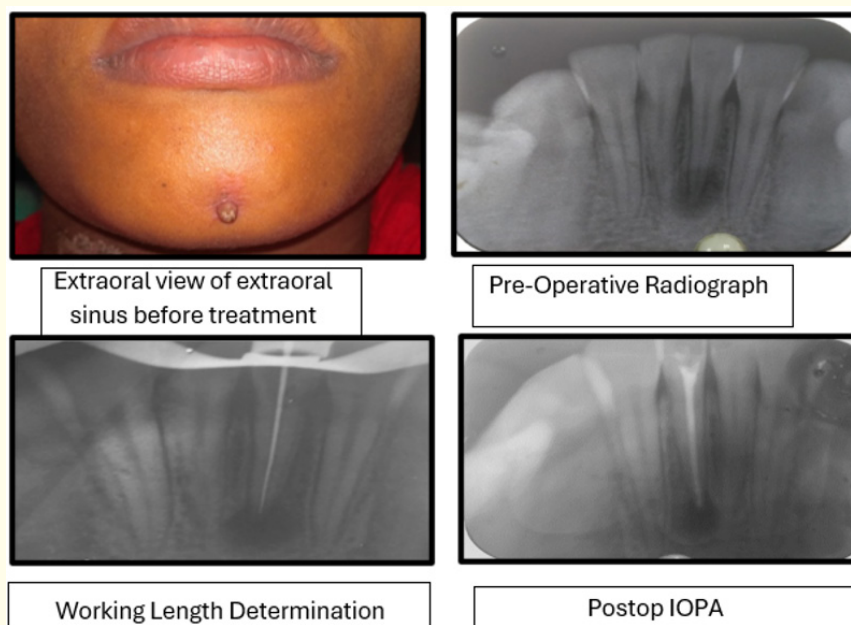 Extraoral view of extraoral
sinus before treatment
Pre-Operative Radiograph
Working Length Determination
Postop IOPA